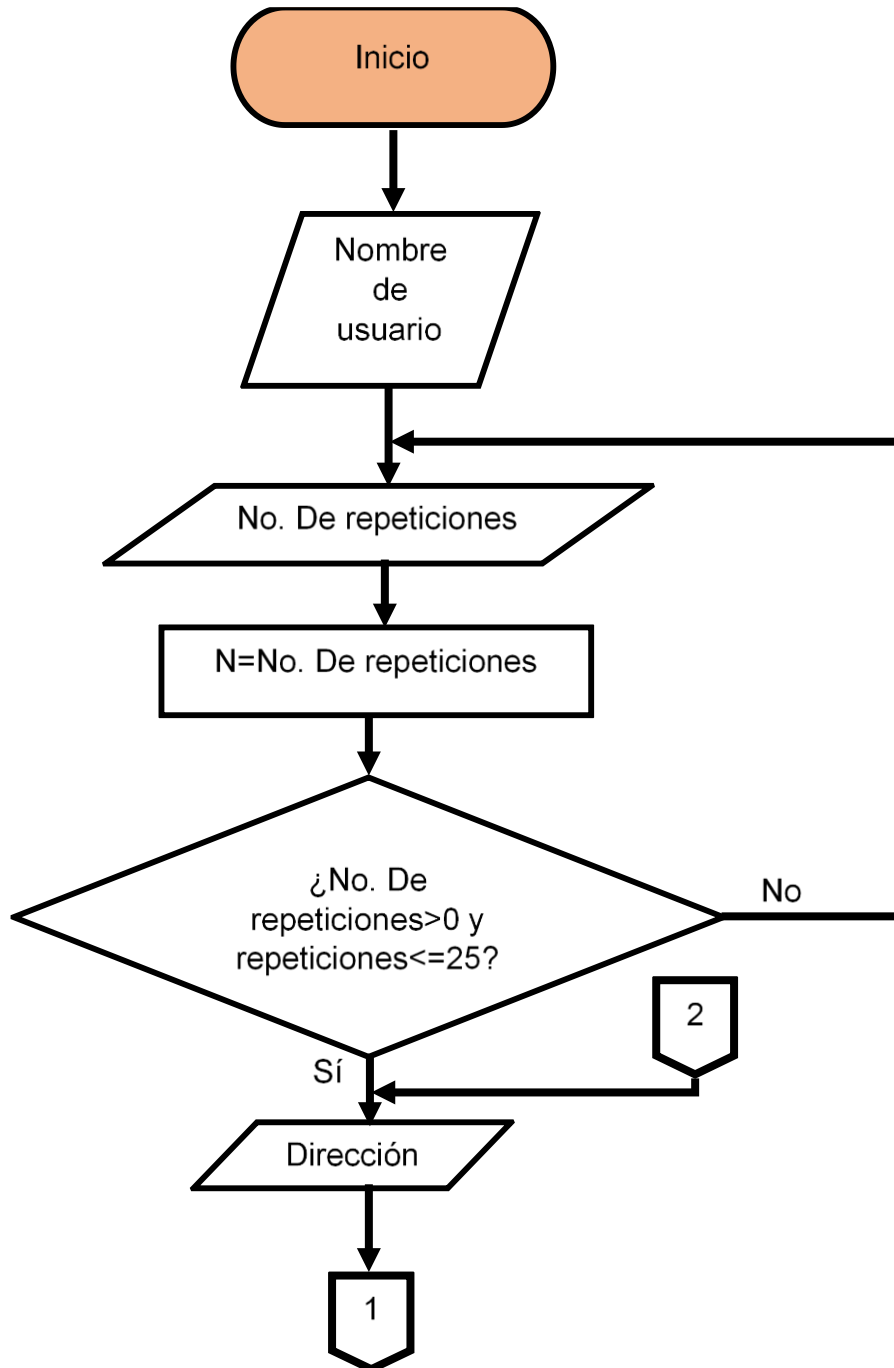 Inicio
Nombre
de
usuario
No. De repeticiones
N=No. De repeticiones
¿No. De
repeticiones>0 y
repeticiones<=25?
No
2
Sí
Dirección
1